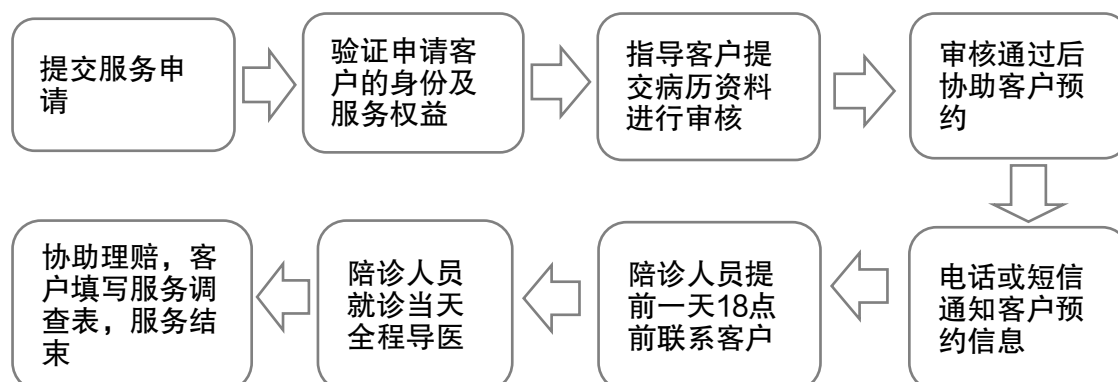 提交服务申
请
验证申请客
户的身份及
服务权益
指导客户提
交病历资料
进行审核
审核通过后
协助客户预
约
电话或短信
通知客户预
约信息
陪诊人员提
前一天18点
前联系客户
陪诊人员
就诊当天
全程导医
协助理赔，客
户填写服务调
查表，服务结
束